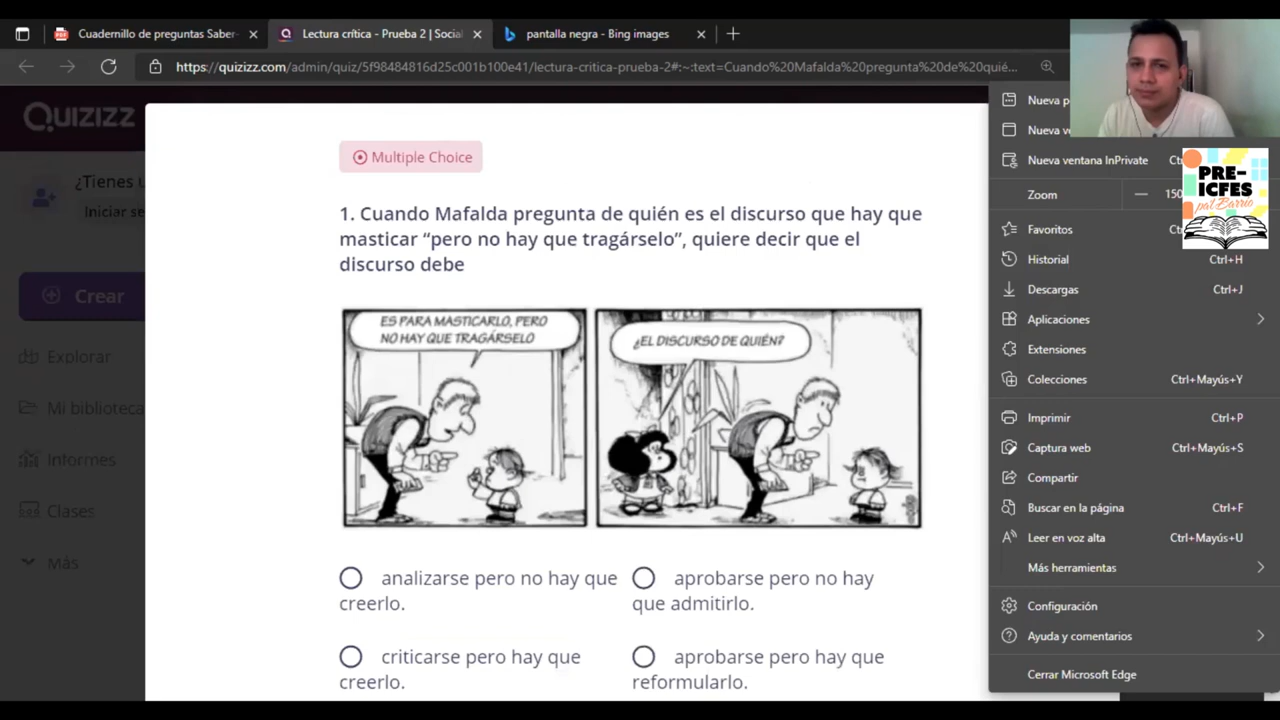 Cuadernillo de preguntas Saber-
Lectura crítica - Prueba 2 | Social
pantalla negra - Bing images
https://quizizz.com/admin/quiz/5f98484816d25c001b100e41/lectura-critica-prueba-2#:~:text=Cuando%20Mafalda%20pregunta%20de%20quié...
QUIZIZZ
¿Tienes u
Iniciar se
Crear
Explorar
Mi biblioteca
Informes
Clases
Más
Multiple Choice
1. Cuando Mafalda pregunta de quién es el discurso que hay que
masticar “pero no hay que tragárselo”, quiere decir que el
discurso debe
ES PARA MASTICARLO, PERO
NO HAY QUE TRAGÁRSELO
¿EL DISCURSO DE QUIÉN?
analizarse pero no hay que
creerlo.
aprobarse pero no hay
que admitirlo.
criticarse pero hay que
creerlo.
aprobarse pero hay que
reformularlo.
Nueva p
Nueva ve
Nueva ventana InPrivate Ct
Zoom — 150
Favoritos Ct
Historial Ctrl+H
Descargas Ctrl+J
Aplicaciones
Extensiones
Colecciones Ctrl+Mayús+Y
Imprimir Ctrl+P
Captura web Ctrl+Mayús+S
Compartir
Buscar en la página Ctrl+F
Leer en voz alta Ctrl+Mayús+U
Más herramientas
Configuración
Ayuda y comentarios
Cerrar Microsoft Edge
PRE-
ICFES
pal Barrio